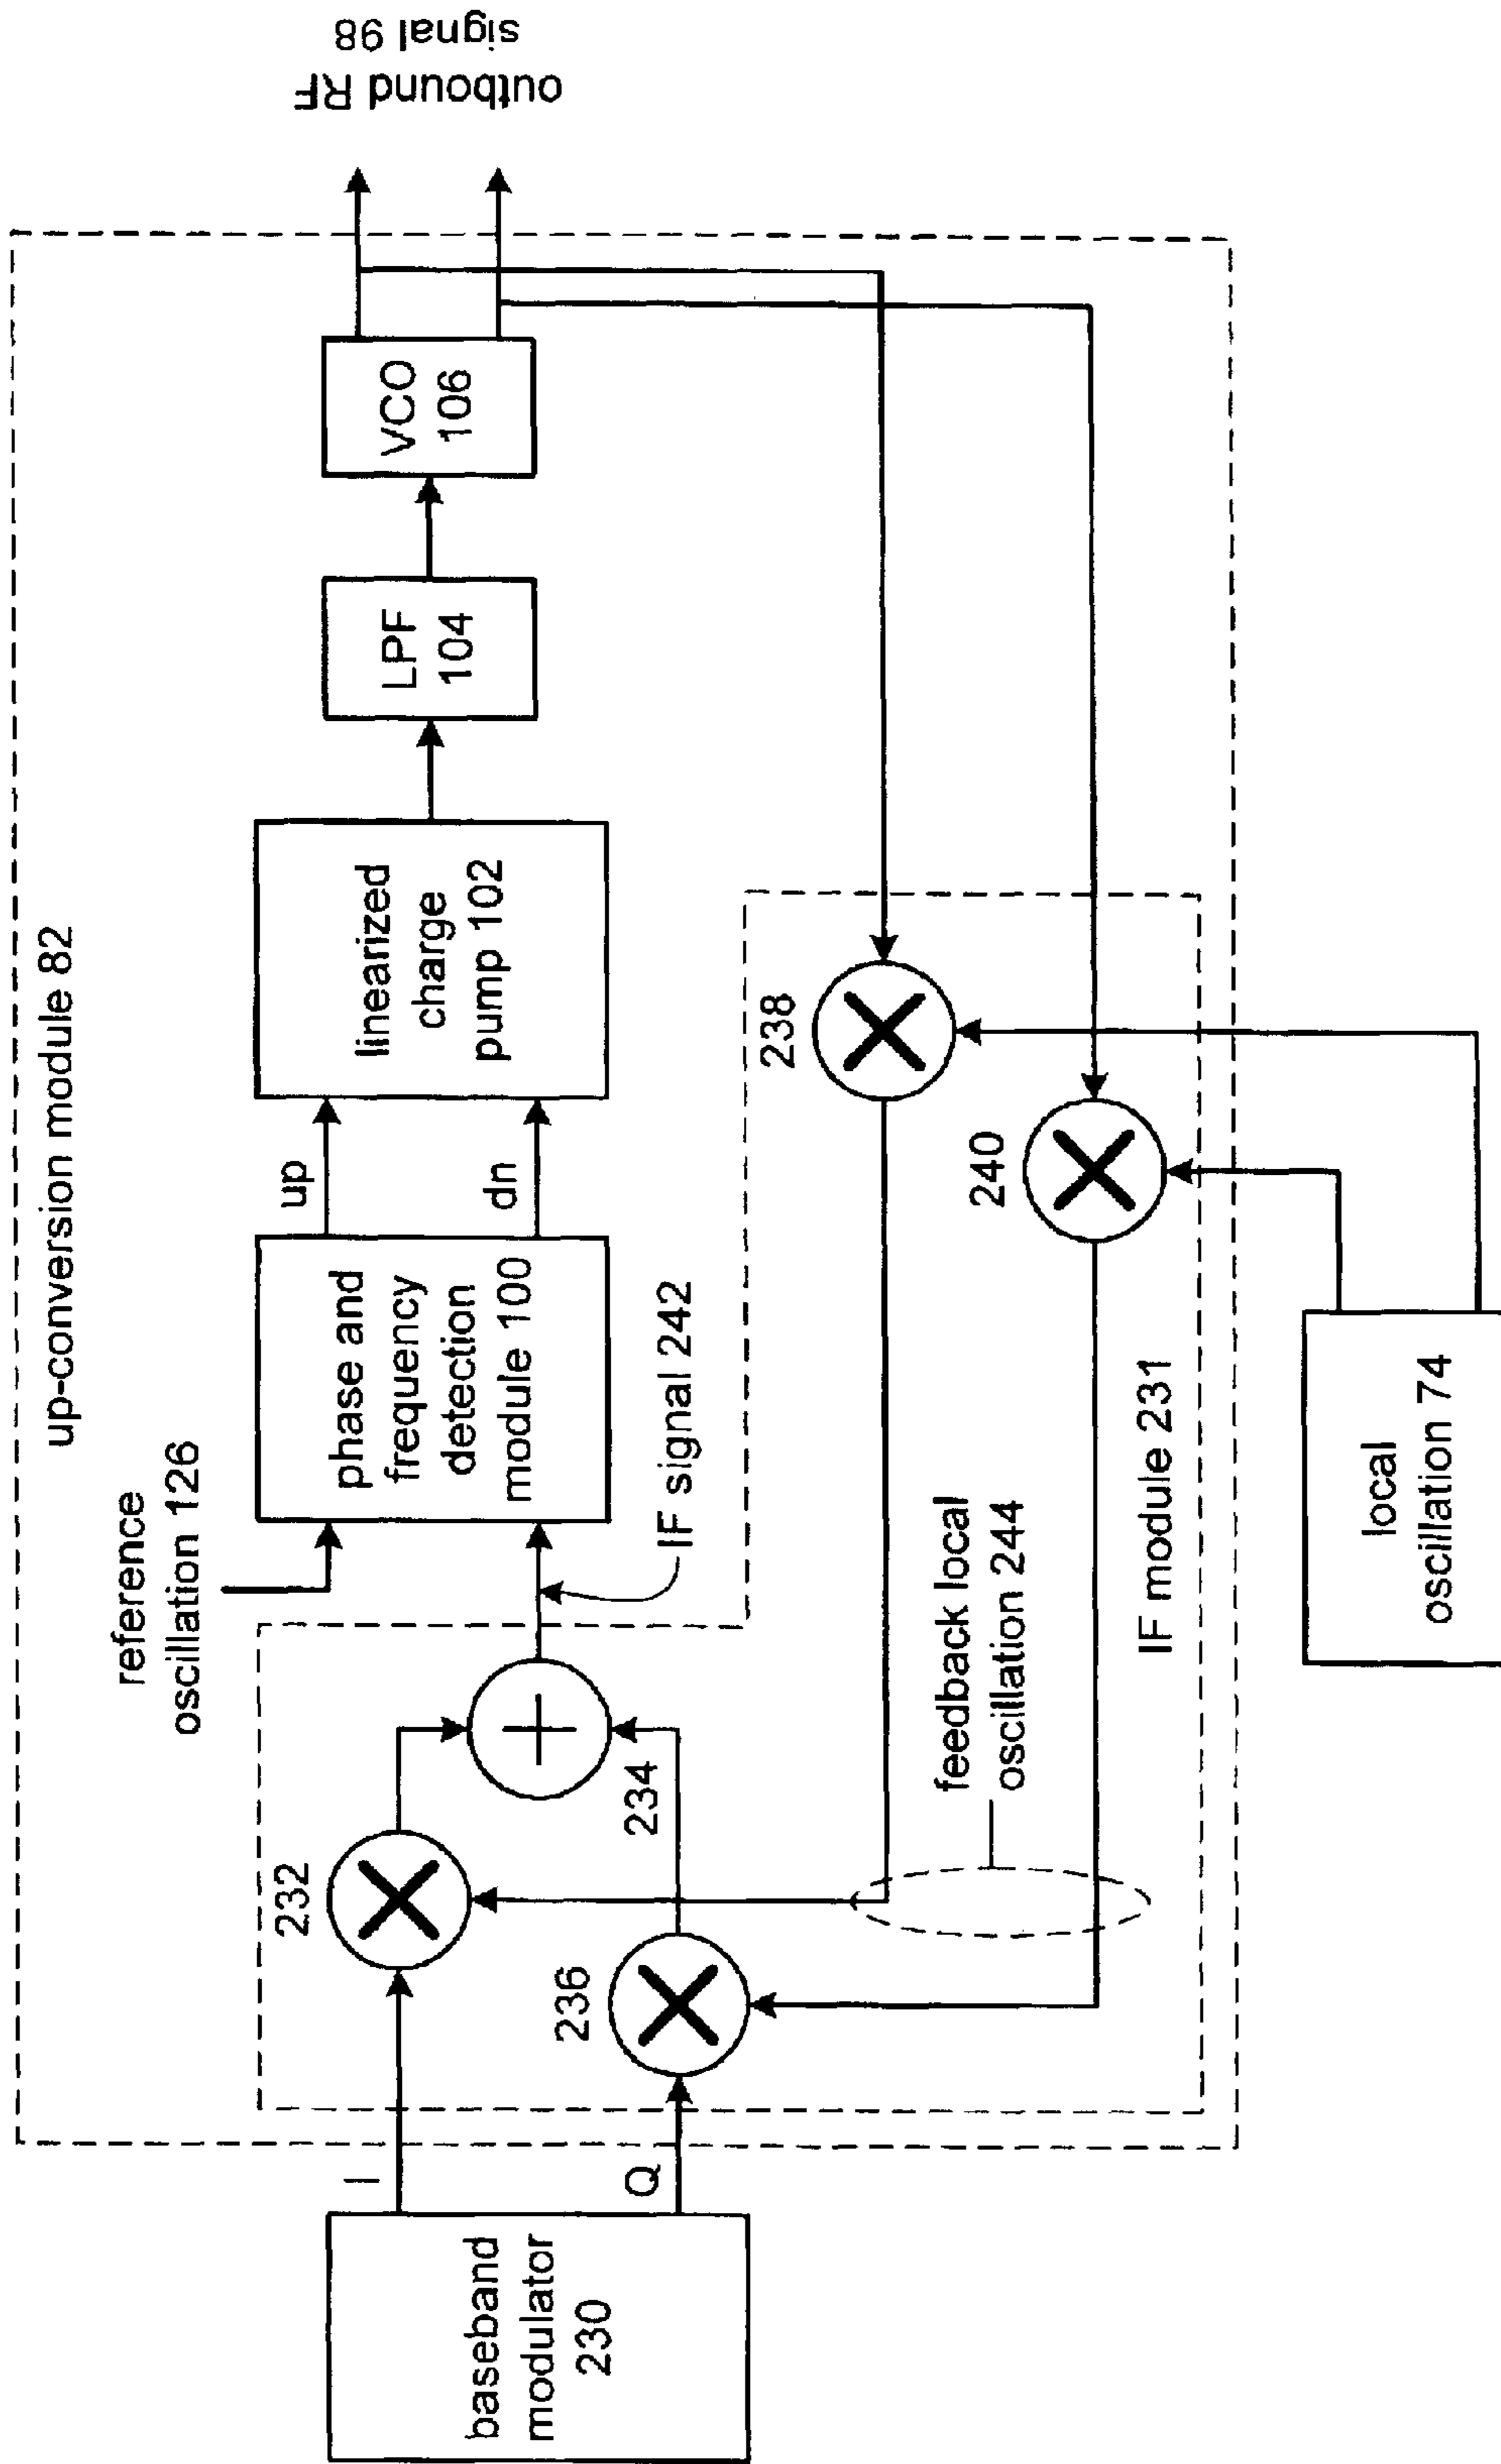 up-conversion module 82
reference
oscillation 126
phase and
frequency
detection
module 100
up
dn
linearized
charge
pump 102
LPF
104
VCO
106
outbound RF
signal 98
baseband
modulator
230
I
Q
232
236
234
IF signal 242
238
240
feedback local
oscillation 244
IF module 231
local
oscillation 74